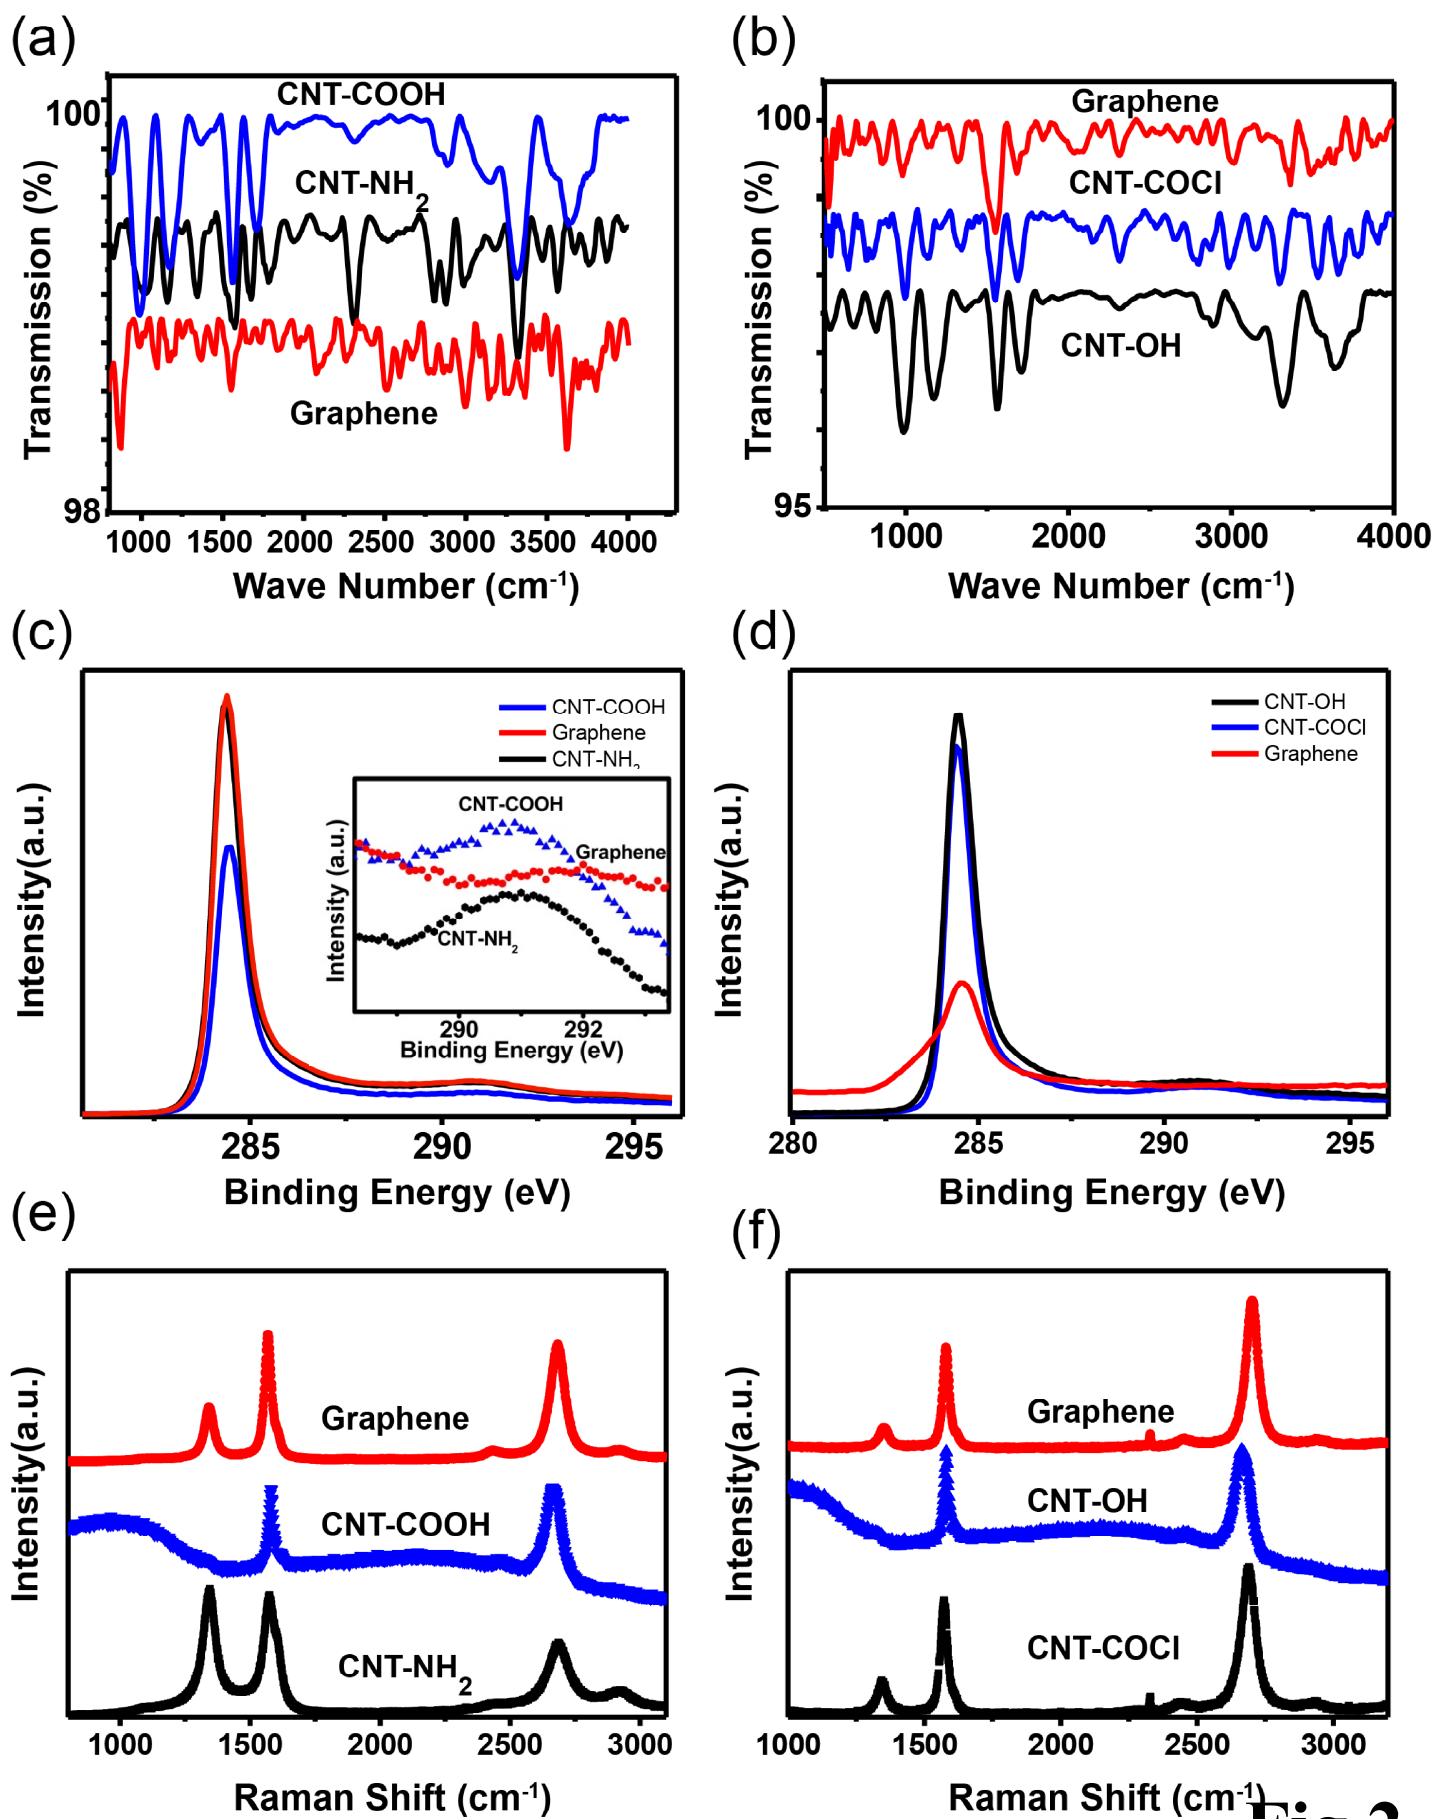 (a)
CNT-COOH
100
CNT-NH2
Graphene
98
1000 1500 2000 2500 3000 3500 4000
Transmission (%)
Wave Number (cm-1)
(b)
Graphene
100
CNT-COCl
CNT-OH
95
1000 2000 3000 4000
Transmission (%)
Wave Number (cm-1)
(c)
CNT-COOH
Graphene
CNT-NH2
CNT-COOH
Graphene
CNT-NH2
Intensity (a.u.)
290 292
Binding Energy (eV)
Intensity(a.u.)
285 290 295
Binding Energy (eV)
(d)
CNT-OH
CNT-COCl
Graphene
Intensity(a.u.)
280 285 290 295
Binding Energy (eV)
(e)
Graphene
CNT-COOH
CNT-NH2
Intensity(a.u.)
1000 1500 2000 2500 3000
Raman Shift (cm-1)
(f)
Graphene
CNT-OH
CNT-COCl
Intensity(a.u.)
1000 1500 2000 2500 3000
Raman Shift (cm-1)